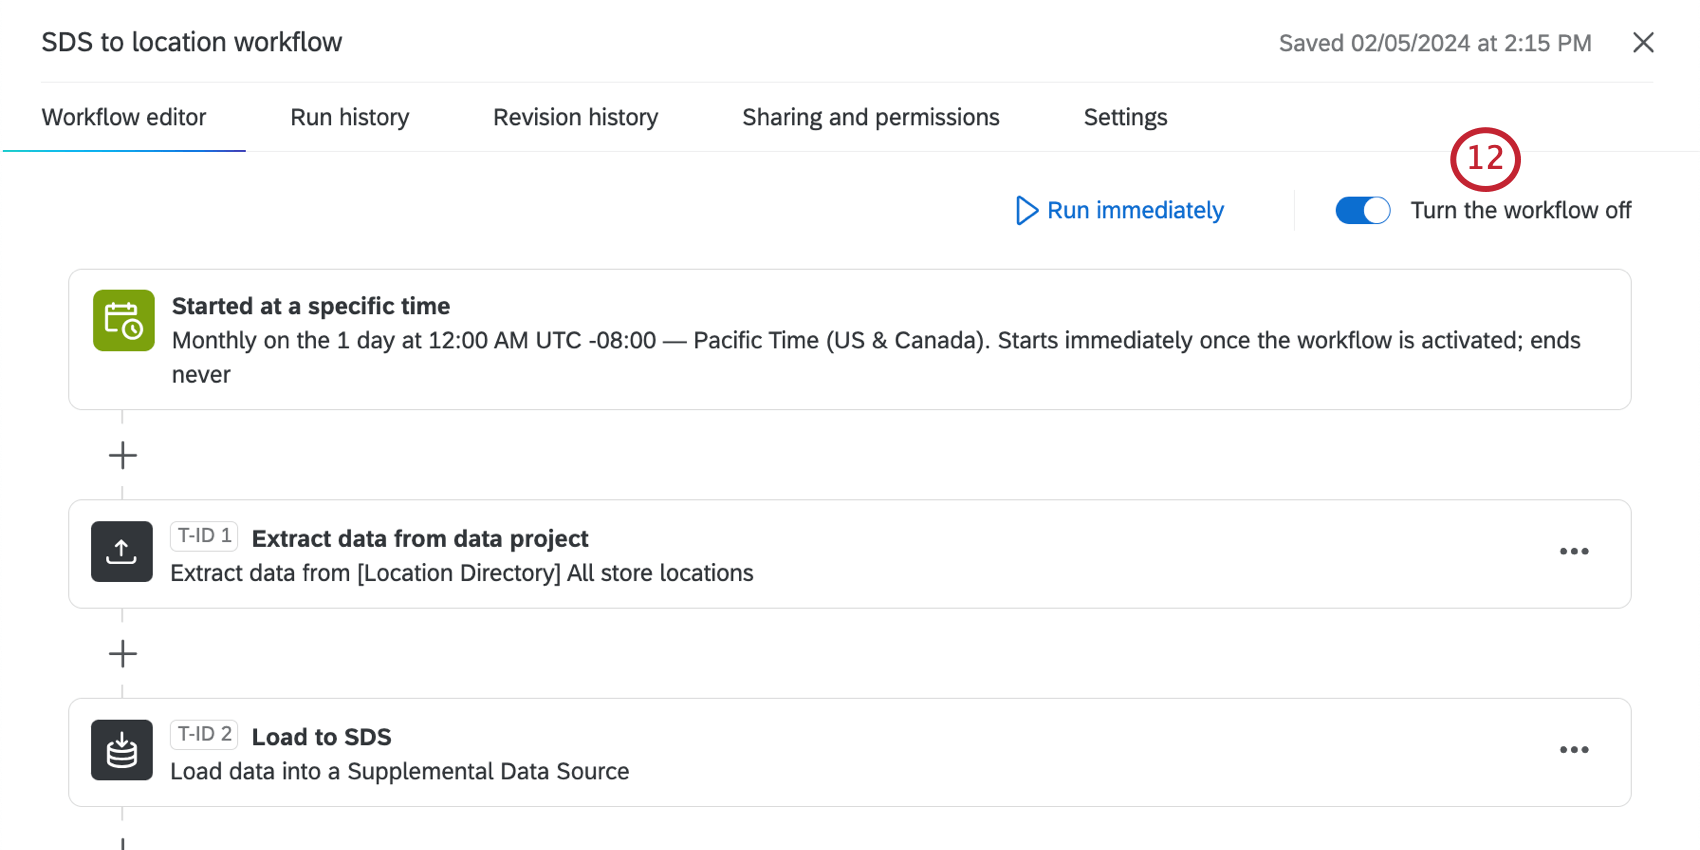 SDS to location workflow
Saved 02/05/2024 at 2:15 PM
Workflow editor
Run history
Revision history
Sharing and permissions
Settings
12
Run immediately
Turn the workflow off
Started at a specific time
Monthly on the 1 day at 12:00 AM UTC -08:00 — Pacific Time (US & Canada). Starts immediately once the workflow is activated; ends
never
T-ID 1 Extract data from data project
Extract data from [Location Directory] All store locations
T-ID 2 Load to SDS
Load data into a Supplemental Data Source